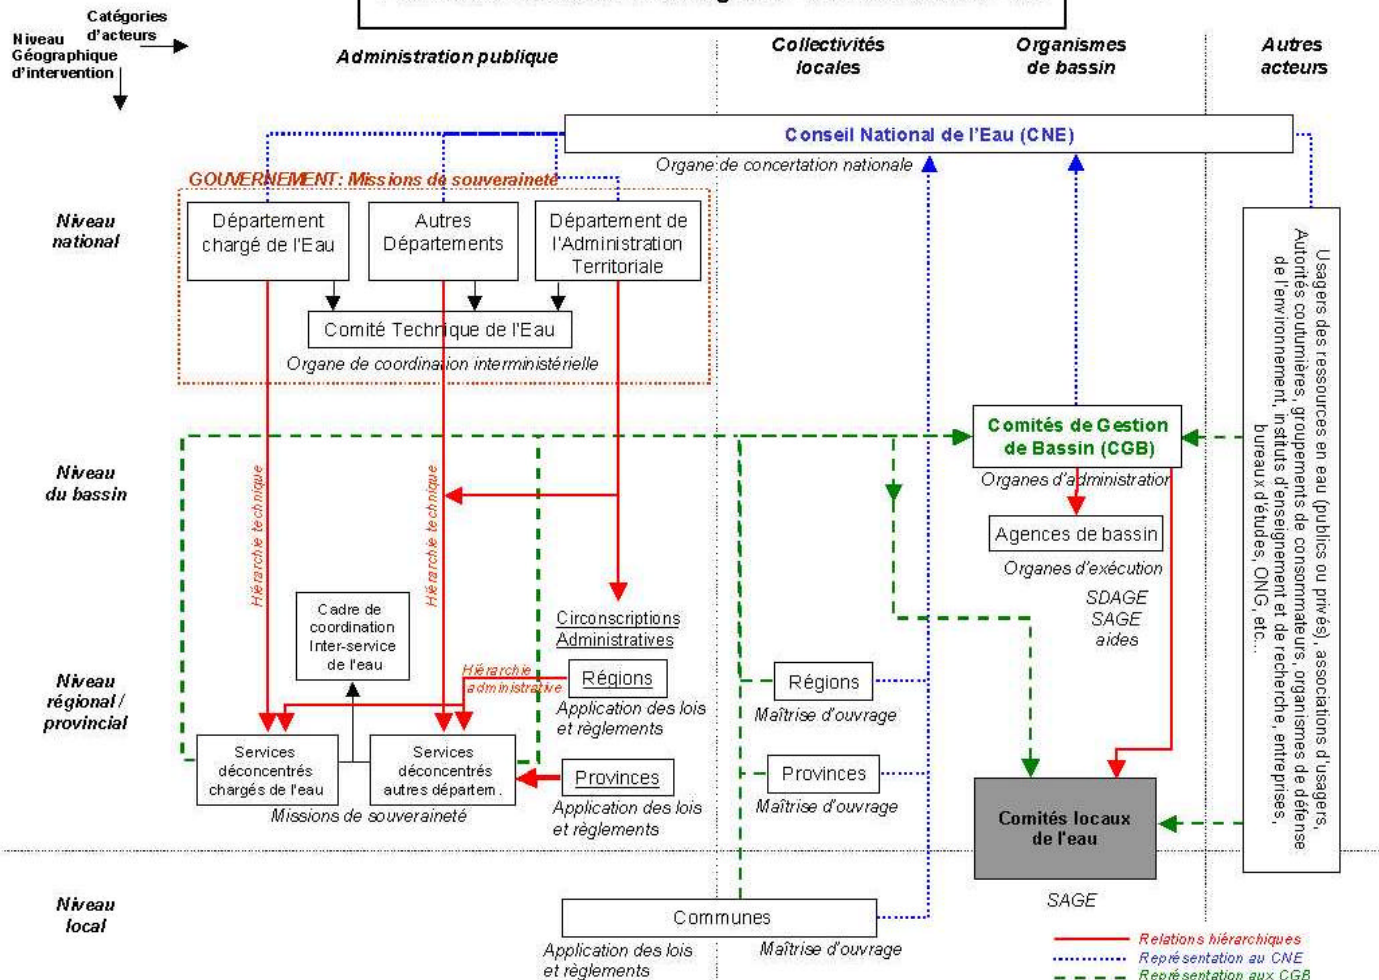 Catégories
d'acteurs
Niveau
Géographique
d'intervention
Administration publique
Collectivités
locales
Organismes
de bassin
Autres
acteurs
Conseil National de l'Eau (CNE)
Organe de concertation nationale
GOUVERNEMENT: Missions de souveraineté
Niveau
national
Département
chargé de l'Eau
Autres
Départements
Département de
l'Administration
Territoriale
Comité Technique de l'Eau
Organe de coordination interministérielle
Usagers des ressources en eau (publics ou privés), associations d'usagers,
Autorités coutumières, groupements de consommateurs, organismes de défense
de l'environnement, instituts d'enseignement et de recherche, entreprises,
bureaux d'études, ONG, etc...
Niveau
du bassin
Hiérarchie technique
Hiérarchie technique
Comités de Gestion
de Bassin (CGB)
Organes d'administration
Agences de bassin
Organes d'exécution
SDAGE
SAGE
aides
Niveau
régional /
provincial
Cadre de
coordination
Inter-service
de l'eau
Circonscriptions
Administratives
Hiérarchie
administrative
Régions
Application des lois
et règlements
Régions
Maîtrise d'ouvrage
Services
déconcentrés
chargés de l'eau
Services
déconcentrés
autres départem.
Missions de souveraineté
Provinces
Application des lois
et règlements
Provinces
Maîtrise d'ouvrage
Comités locaux
de l'eau
SAGE
Niveau
local
Communes
Application des lois
et règlements
Maîtrise d'ouvrage
Relations hiérarchiques
Représentation au CNE
Représentation aux CGB